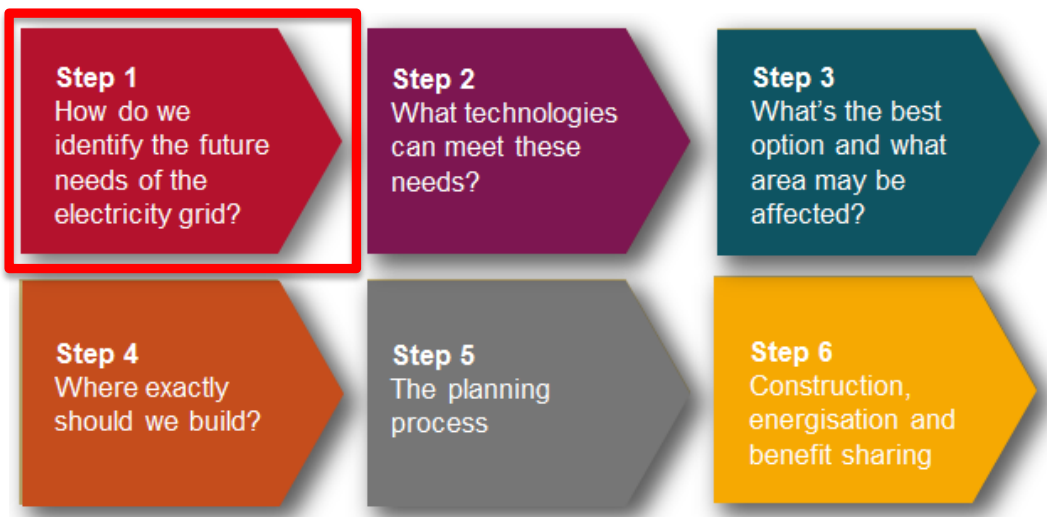 Step 1
How do we
identify the future
needs of the
electricity grid?
Step 2
What technologies
can meet these
needs?
Step 3
What's the best
option and what
area may be
affected?
Step 4
Where exactly
should we build?
Step 5
The planning
process
Step 6
Construction,
energisation and
benefit sharing